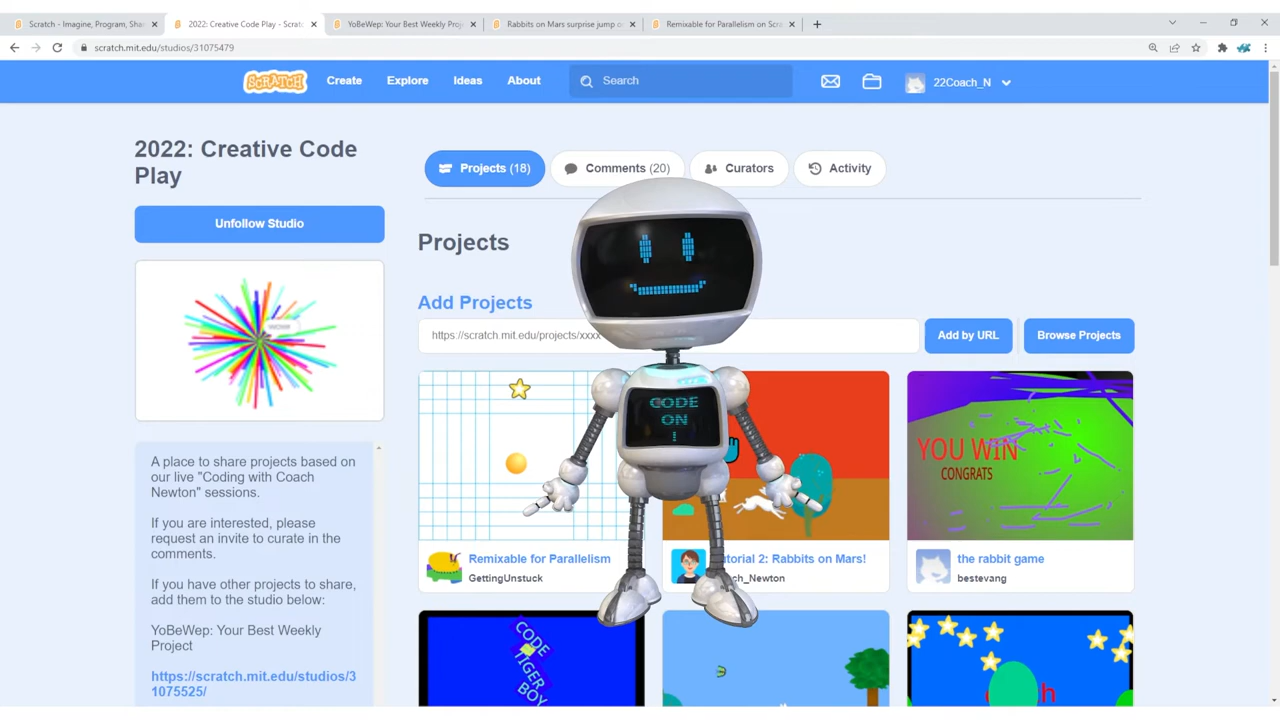 Scratch - Imagine, Program, Shar
2022: Creative Code Play - Scratc
YoBeWep: Your Best Weekly Proje
Rabbits on Mars surprise jump o
Remixable for Parallelism on Scra
scratch.mit.edu/studios/31075479
SCRATCH
Create
Explore
Ideas
About
Search
22Coach_N
2022: Creative Code
Play
Unfollow Studio
A place to share projects based on
our live "Coding with Coach
Newton" sessions.
If you are interested, please
request an invite to curate in the
comments.
If you have other projects to share,
add them to the studio below:
YoBeWep: Your Best Weekly
Project
https://scratch.mit.edu/studios/3
1075525/
Projects (18)
Comments (20)
Curators
Activity
Projects
Add Projects
https://scratch.mit.edu/projects/xxxx
Add by URL
Browse Projects
CODE
ON
!
YOU WIN
CONGRATS
Remixable for Parallelism
GettingUnstuck
utorial 2: Rabbits on Mars!
ch_Newton
the rabbit game
bestevang
CODE
TIGER
BOY